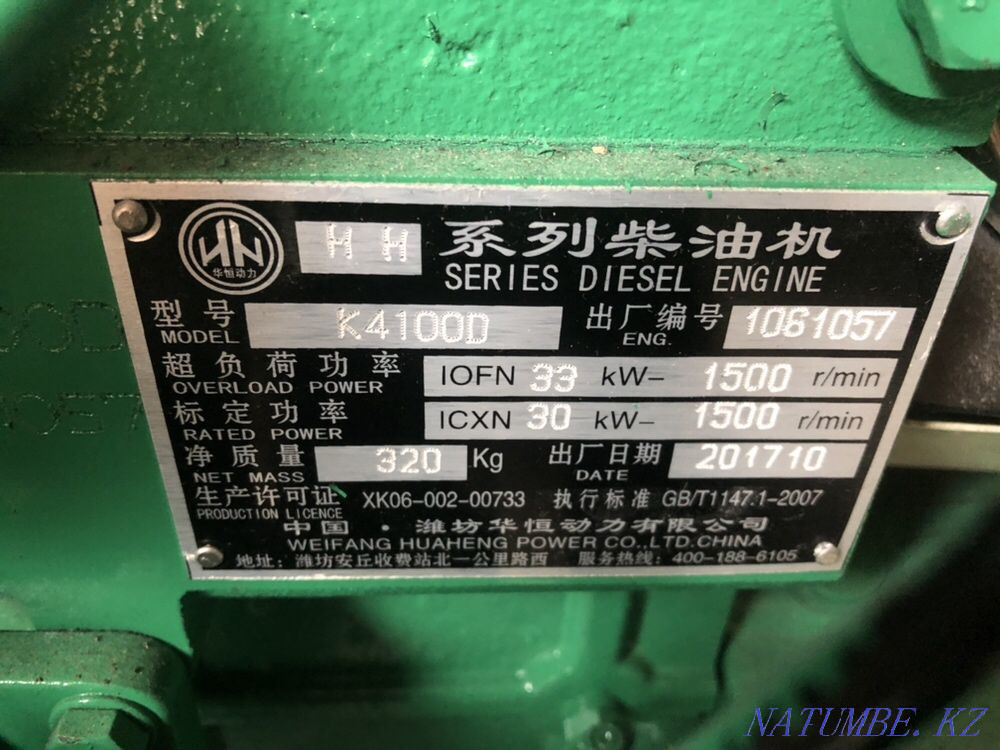 华恒动力
HH 系列柴油机
SERIES DIESEL ENGINE
型号 K4100D 出厂编号 1061057
MODEL ENG.
超负荷功率 IOFN 33 kW- 1500 r/min
OVERLOAD POWER
标定功率 ICXN 30 kW- 1500 r/min
RATED POWER
净质量 320 Kg 出厂日期 201710
NET MASS DATE
生产许可证 XK06-002-00733 执行标准 GB/T1147.1-2007
PRODUCTION LICENCE
中国·潍坊华恒动力有限公司
WEIFANG HUAHENG POWER CO.,LTD.CHINA
地址: 潍坊安丘收费站北一公里路西 服务热线: 400-188-6105
NATUMBE.KZ